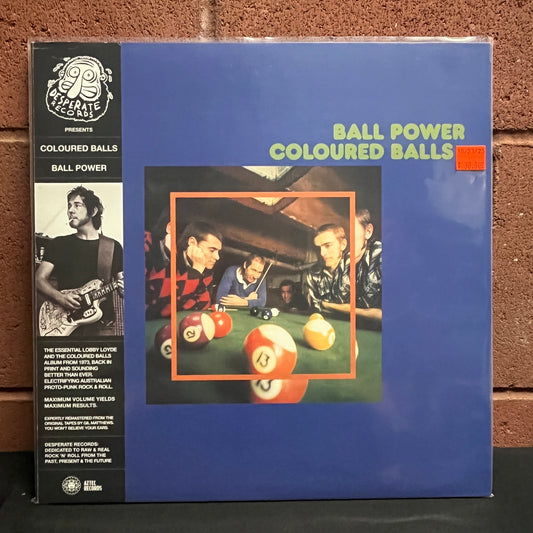 DESPERATE
RECORDS
PRESENTS
COLOURED BALLS
BALL POWER
THE ESSENTIAL LOBBY LOYDE
AND THE COLOURED BALLS
ALBUM FROM 1973, BACK IN
PRINT AND SOUNDING
BETTER THAN EVER.
ELECTRIFYING AUSTRALIAN
PROTO-PUNK ROCK & ROLL.
MAXIMUM VOLUME YIELDS
MAXIMUM RESULTS.
EXPERTLY REMASTERED FROM THE
ORIGINAL TAPES BY GIL MATTHEWS.
YOU WON'T BELIEVE YOUR EARS.
DESPERATE RECORDS:
DEDICATED TO RAW & REAL
ROCK 'N' ROLL FROM THE
PAST, PRESENT & THE FUTURE
AZTEC
RECORDS
BALL POWER
COLOURED BALLS
12
13
5